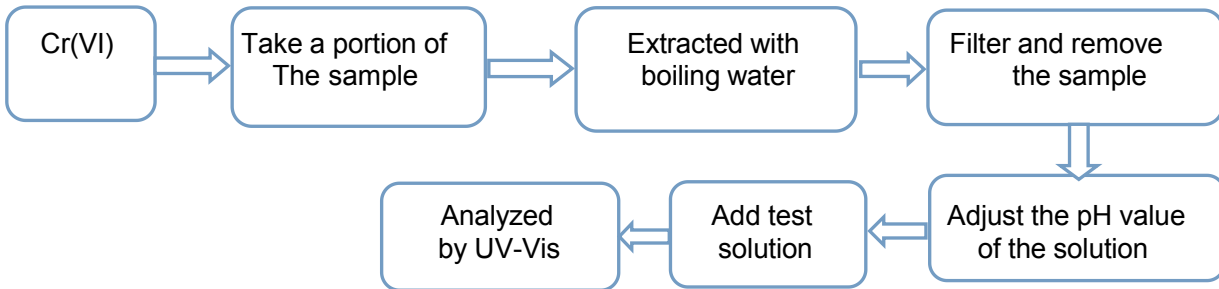 Cr(VI)
Take a portion of
The sample
Extracted with
boiling water
Filter and remove
the sample
Adjust the pH value
of the solution
Add test
solution
Analyzed
by UV-Vis